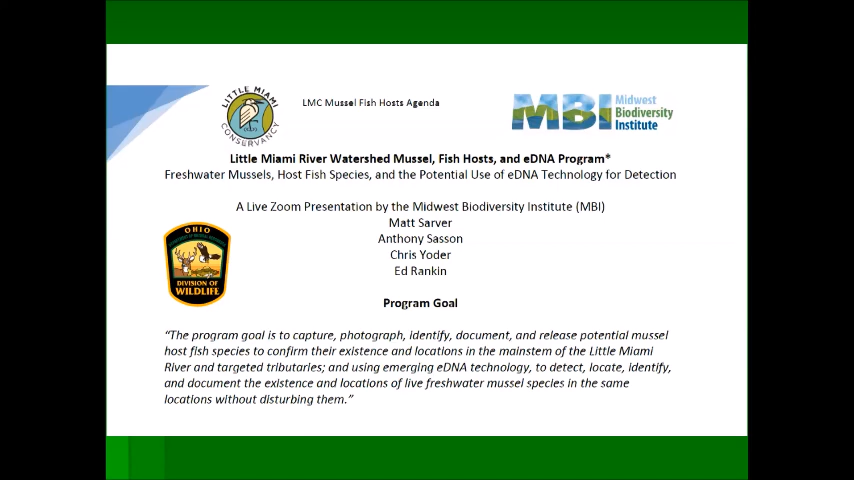 LITTLE MIAMI
CONSERVANCY
LMC Mussel Fish Hosts Agenda
MBI Midwest
Biodiversity
Institute
Little Miami River Watershed Mussel, Fish Hosts, and eDNA Program*
Freshwater Mussels, Host Fish Species, and the Potential Use of eDNA Technology for Detection
A Live Zoom Presentation by the Midwest Biodiversity Institute (MBI)
Matt Sarver
Anthony Sasson
Chris Yoder
Ed Rankin
OHIO
DIVISION OF
WILDLIFE
Program Goal
“The program goal is to capture, photograph, identify, document, and release potential mussel
host fish species to confirm their existence and locations in the mainstem of the Little Miami
River and targeted tributaries; and using emerging eDNA technology, to detect, locate, identify,
and document the existence and locations of live freshwater mussel species in the same
locations without disturbing them.”